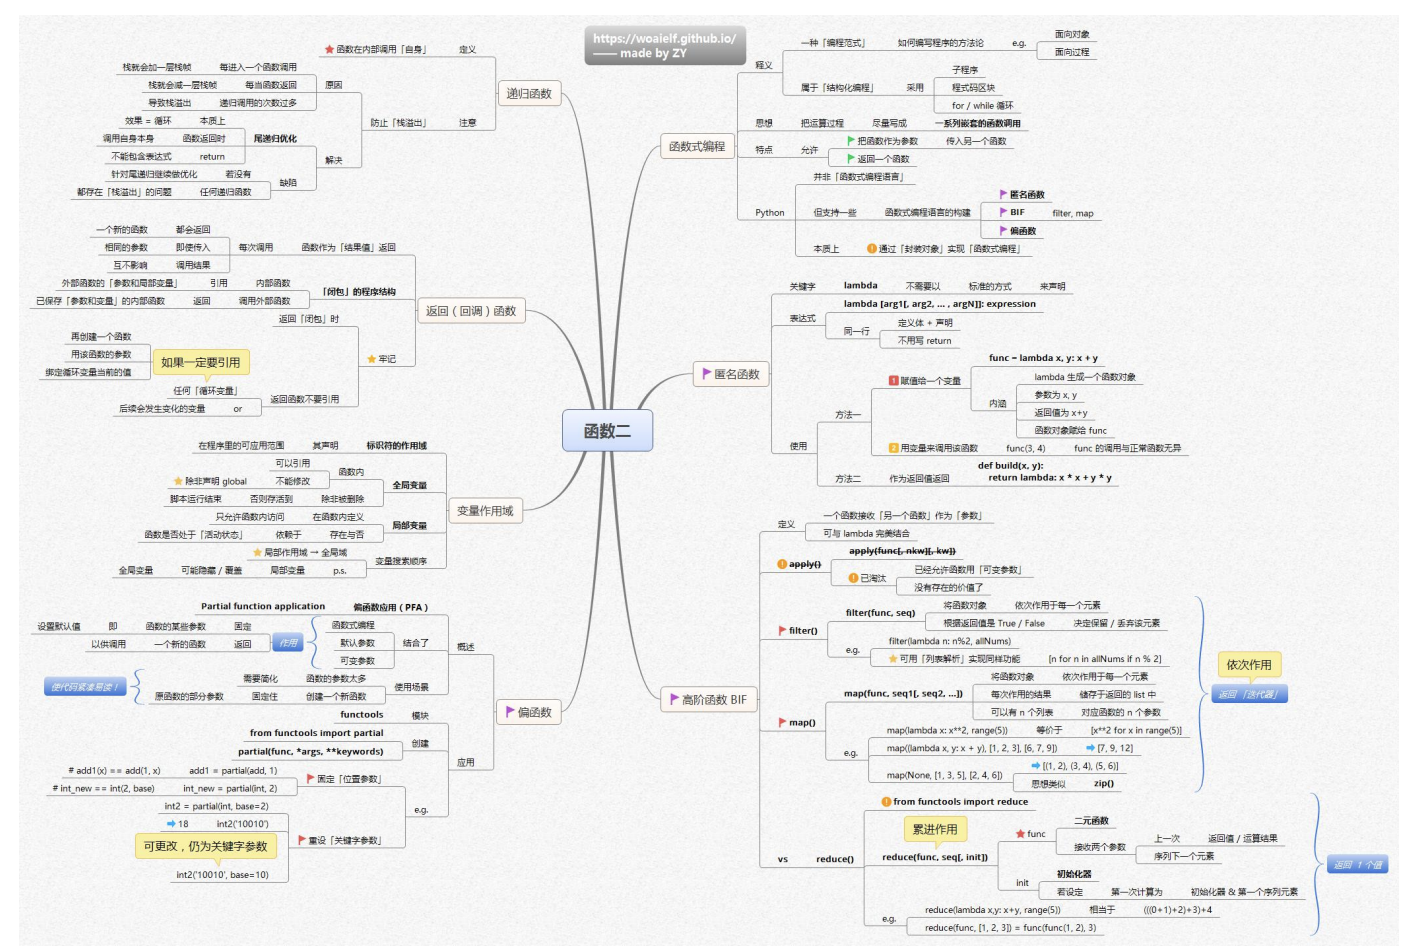 https://woaielf.github.io/
—— made by ZY
函数二
递归函数
定义
函数在内部调用「自身」
注意
防止「栈溢出」
原因
每进入一个函数调用
栈就会加一层栈帧
每当函数返回
栈就会减一层栈帧
递归调用的次数过多
导致栈溢出
解决
尾递归优化
本质上
效果 = 循环
函数返回时
调用自身本身
return
不能包含表达式
缺陷
若没有
针对尾递归继续做优化
任何递归函数
都存在「栈溢出」的问题
返回（回调）函数
函数作为「结果值」返回
每次调用
都会返回
一个新的函数
即使传入
相同的参数
调用结果
互不影响
「闭包」的程序结构
内部函数
引用
外部函数的「参数和局部变量」
调用外部函数
返回
已保存「参数和变量」的内部函数
牢记
返回「闭包」时
返回函数不要引用
任何「循环变量」
or
后续会发生变化的变量
如果一定要引用
再创建一个函数
用该函数的参数
绑定循环变量当前的值
变量作用域
标识符的作用域
其声明
在程序里的可应用范围
全局变量
函数内
可以引用
不能修改
除非声明 global
除非被删除
否则存活到
脚本运行结束
局部变量
在函数内定义
只允许函数内访问
存在与否
依赖于
函数是否处于「活动状态」
变量搜索顺序
局部作用域 → 全局域
p.s.
局部变量
可能隐藏 / 覆盖
全局变量
偏函数
概述
偏函数应用（PFA）
Partial function application
结合了
函数式编程
默认参数
可变参数
作用
固定
函数的某些参数
即
设置默认值
返回
一个新的函数
以供调用
使用场景
函数的参数太多
需要简化
创建一个新函数
固定住
原函数的部分参数
使代码紧凑易读！
应用
模块
functools
创建
from functools import partial
partial(func, *args, **keywords)
e.g.
固定「位置参数」
add1 = partial(add, 1)
# add1(x) == add(1, x)
int_new = partial(int, 2)
# int_new == int(2, base)
重设「关键字参数」
int2 = partial(int, base=2)
int2('10010')
18
可更改，仍为关键字参数
int2('10010', base=10)
函数式编程
程义
一种「编程范式」
如何编写程序的方法论
e.g.
面向对象
面向过程
属于「结构化编程」
采用
子程序
程式码区块
for / while 循环
思想
把运算过程
尽量写成
一系列嵌套的函数调用
特点
允许
把函数作为参数
传入另一个函数
返回一个函数
Python
并非「函数式编程语言」
但支持一些
函数式编程语言的构建
匿名函数
BIF
filter, map
偏函数
本质上
通过「封装对象」实现「函数式编程」
匿名函数
关键字
lambda
不需要以
标准的方式
来声明
表达式
lambda [arg1[, arg2, ... , argN]]: expression
同一行
定义体 + 声明
不用写 return
使用
方法一
1
赋值给一个变量
func = lambda x, y: x + y
内涵
lambda 生成一个函数对象
参数为 x, y
返回值为 x+y
函数对象赋给 func
2
用变量来调用该函数
func(3, 4)
func 的调用与正常函数无异
方法二
作为返回值返回
def build(x, y):
return lambda: x * x + y * y
高阶函数 BIF
定义
一个函数接收「另一个函数」作为「参数」
可与 lambda 完美结合
apply()
apply(func[, nkw][, kw])
已淘汰
已经允许函数用「可变参数」
没有存在的价值了
filter()
filter(func, seq)
将函数对象
依次作用于每一个元素
根据返回值是 True / False
决定保留 / 丢弃该元素
e.g.
filter(lambda n: n%2, allNums)
可用「列表解析」实现同样功能
[n for n in allNums if n % 2]
map()
map(func, seq1[, seq2, ...])
将函数对象
依次作用于每一个元素
每次作用的结果
储存于返回的 list 中
可以有 n 个列表
对应函数的 n 个参数
e.g.
map(lambda x: x**2, range(5))
等价于
[x**2 for x in range(5)]
map((lambda x, y: x + y), [1, 2, 3], [6, 7, 9])
[7, 9, 12]
map(None, [1, 3, 5], [2, 4, 6])
[(1, 2), (3, 4), (5, 6)]
思想类似
zip()
依次作用
返回「迭代器」
vs
reduce()
from functools import reduce
累进作用
reduce(func, seq[, init])
func
二元函数
接收两个参数
上一次
返回值 / 运算结果
序列下一个元素
init
初始化器
若设定
第一次计算为
初始化器 & 第一个序列元素
e.g.
reduce(lambda x,y: x+y, range(5))
相当于
(((0+1)+2)+3)+4
reduce(func, [1, 2, 3]) = func(func(1, 2), 3)
返回 1 个值